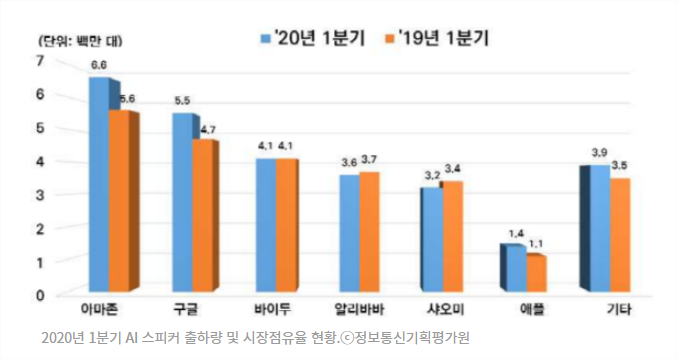 (단위: 백만 대)
'20년 1분기 '19년 1분기
7
6
5
4
3
2
1
0
6.6 5.6 5.5 4.7 4.1 4.1 3.6 3.7 3.2 3.4 1.4 1.1 3.9 3.5
아마존 구글 바이두 알리바바 샤오미 애플 기타
2020년 1분기 AI 스피커 출하량 및 시장점유율 현황.ⓒ정보통신기획평가원